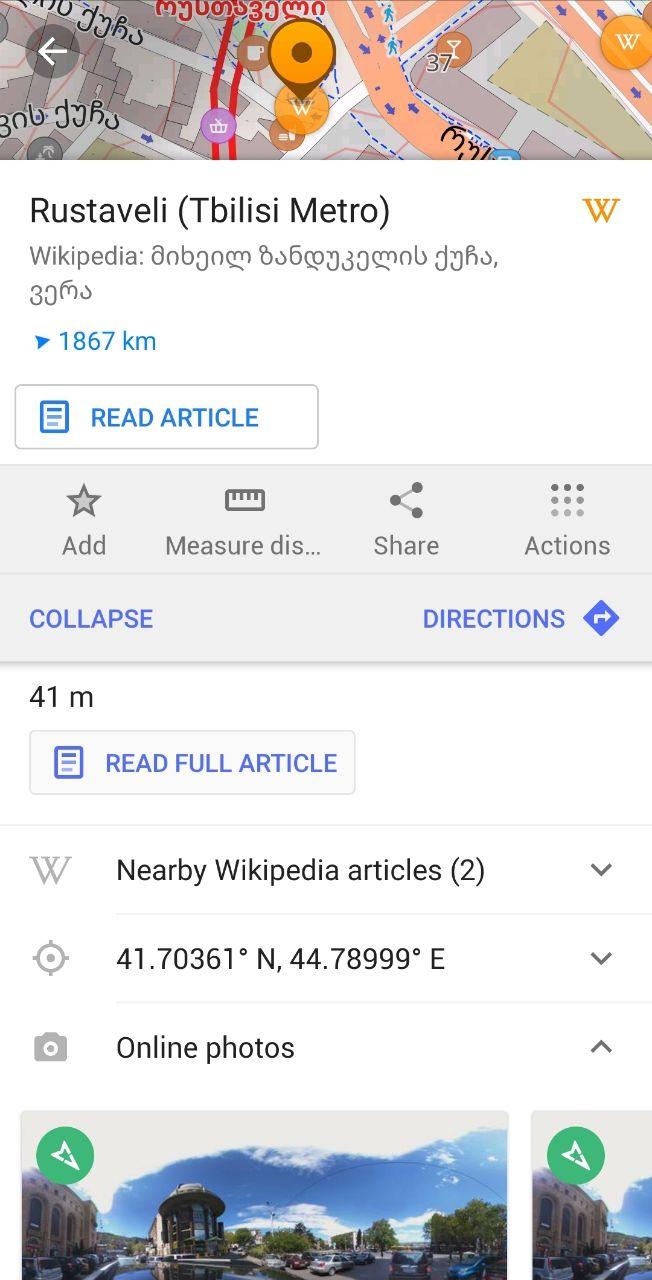 რუსთაველი
ქუჩა
37
ვის ქუჩა
W
W
Rustaveli (Tbilisi Metro)
W
Wikipedia: მიხეილ ზანდუკელის ქუჩა,
ვერა
1867 km
READ ARTICLE
Add
Measure dis...
Share
Actions
COLLAPSE
DIRECTIONS
41 m
READ FULL ARTICLE
W
Nearby Wikipedia articles (2)
41.70361° N, 44.78999° E
Online photos